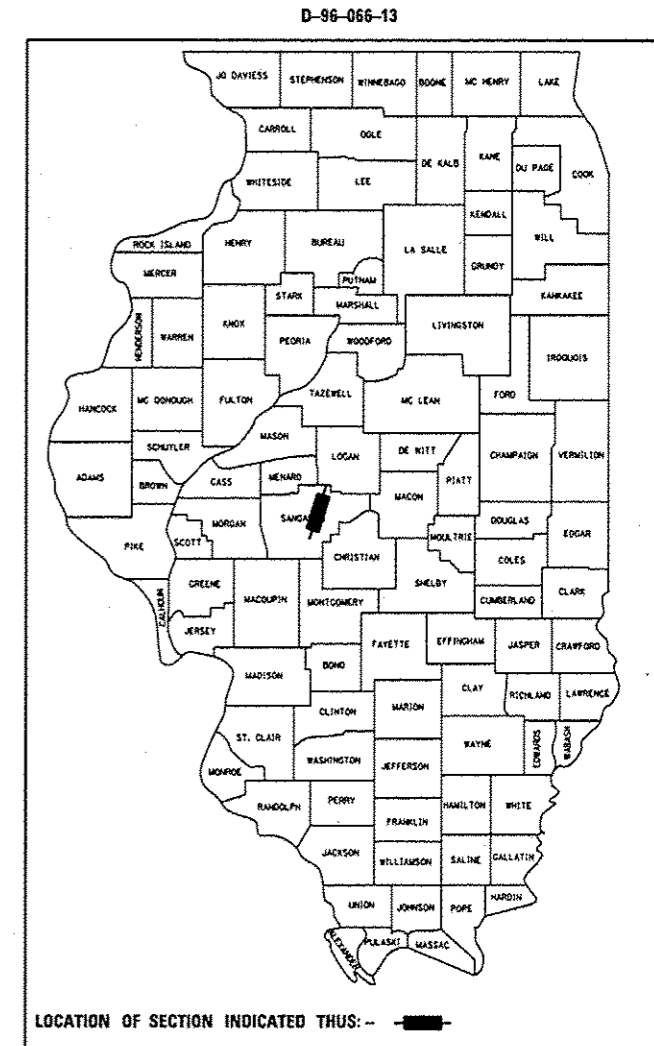 D-96-066-13
JO DAVIESS STEPHENSON WINNEBAGO BOONE MC HENRY LAKE
CARROLL OGLE
DE KALB KANE DU PAGE COOK
WHITESIDE LEE
KENDALL WILL
ROCK ISLAND HENRY BUREAU LA SALLE GRUNDY
MERCER PUTNAM
STARK MARSHALL KANKAKEE
HENDERSON WARREN KNOX PEORIA WOODFORD LIVINGSTON IROQUOIS
HANCOCK MC DONOUGH FULTON TAZEWELL MC LEAN FORD
SCHUYLER MASON LOGAN DE WITT CHAMPAIGN VERMILION
ADAMS BROWN CASS MENARD PIATT
MORGAN SANGA MACON DOUGLAS
PIKE SCOTT CHRISTIAN MOULTRIE COLES EDGAR
GREENE SHELBY CUMBERLAND CLARK
CALHOUN JERSEY MACOUPIN MONTGOMERY
FAYETTE EFFINGHAM JASPER CRAWFORD
MADISON BOND CLAY RICHLAND LAWRENCE
CLINTON MARION
ST. CLAIR WASHINGTON WAYNE EDWARDS WABASH
MONROE JEFFERSON
RANDOLPH PERRY HAMILTON WHITE
FRANKLIN
JACKSON WILLIAMSON SALINE GALLATIN
UNION JOHNSON POPE HARDIN
ALEXANDER PULASKI MASSAC
LOCATION OF SECTION INDICATED THUS: --